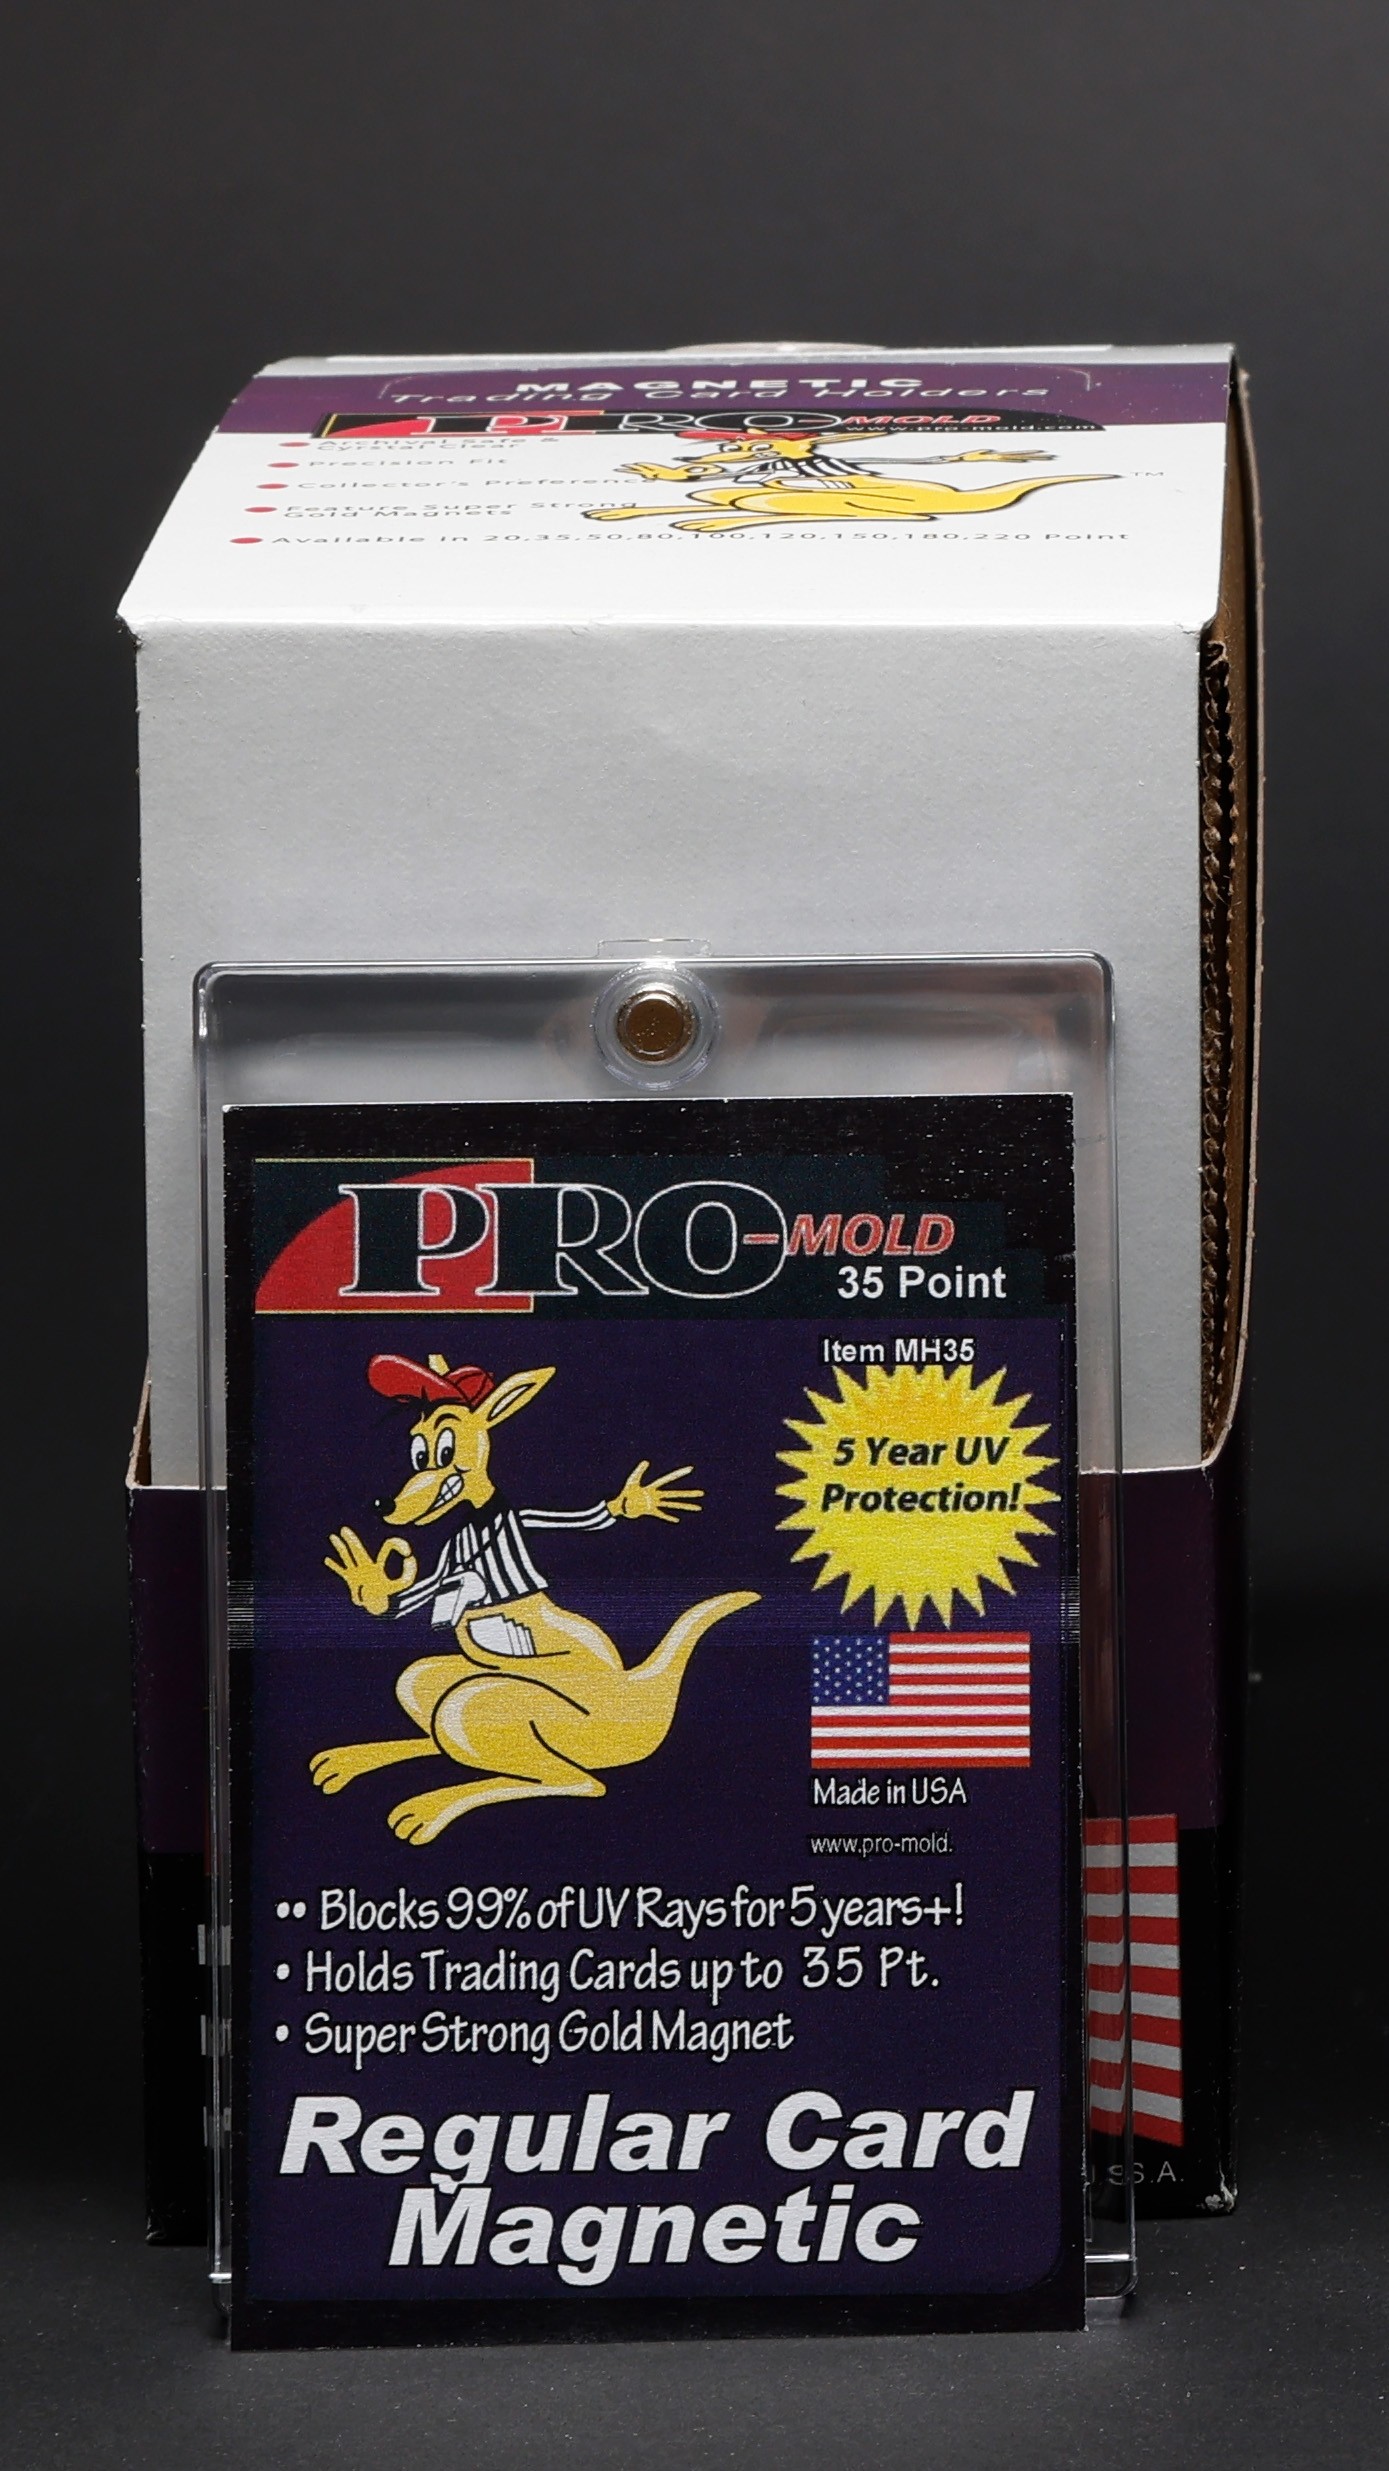 MAGNETIC
Trading Card Holders
PRO-MOLD
www.pro-mold.com
Archival Safe &
Cyrstal Clear
Precision Fit
Collector's Preference
Feature Super Strong
Gold Magnets
TM
Available in 20,35,50,80,100,120,150,180,220 Point
PRO-MOLD
35 Point
Item MH35
5 Year UV
Protection!
Made in USA
www.pro-mold.
•• Blocks 99% of UV Rays for 5 years+!
• Holds Trading Cards up to 35 Pt.
• Super Strong Gold Magnet
Regular Card
Magnetic